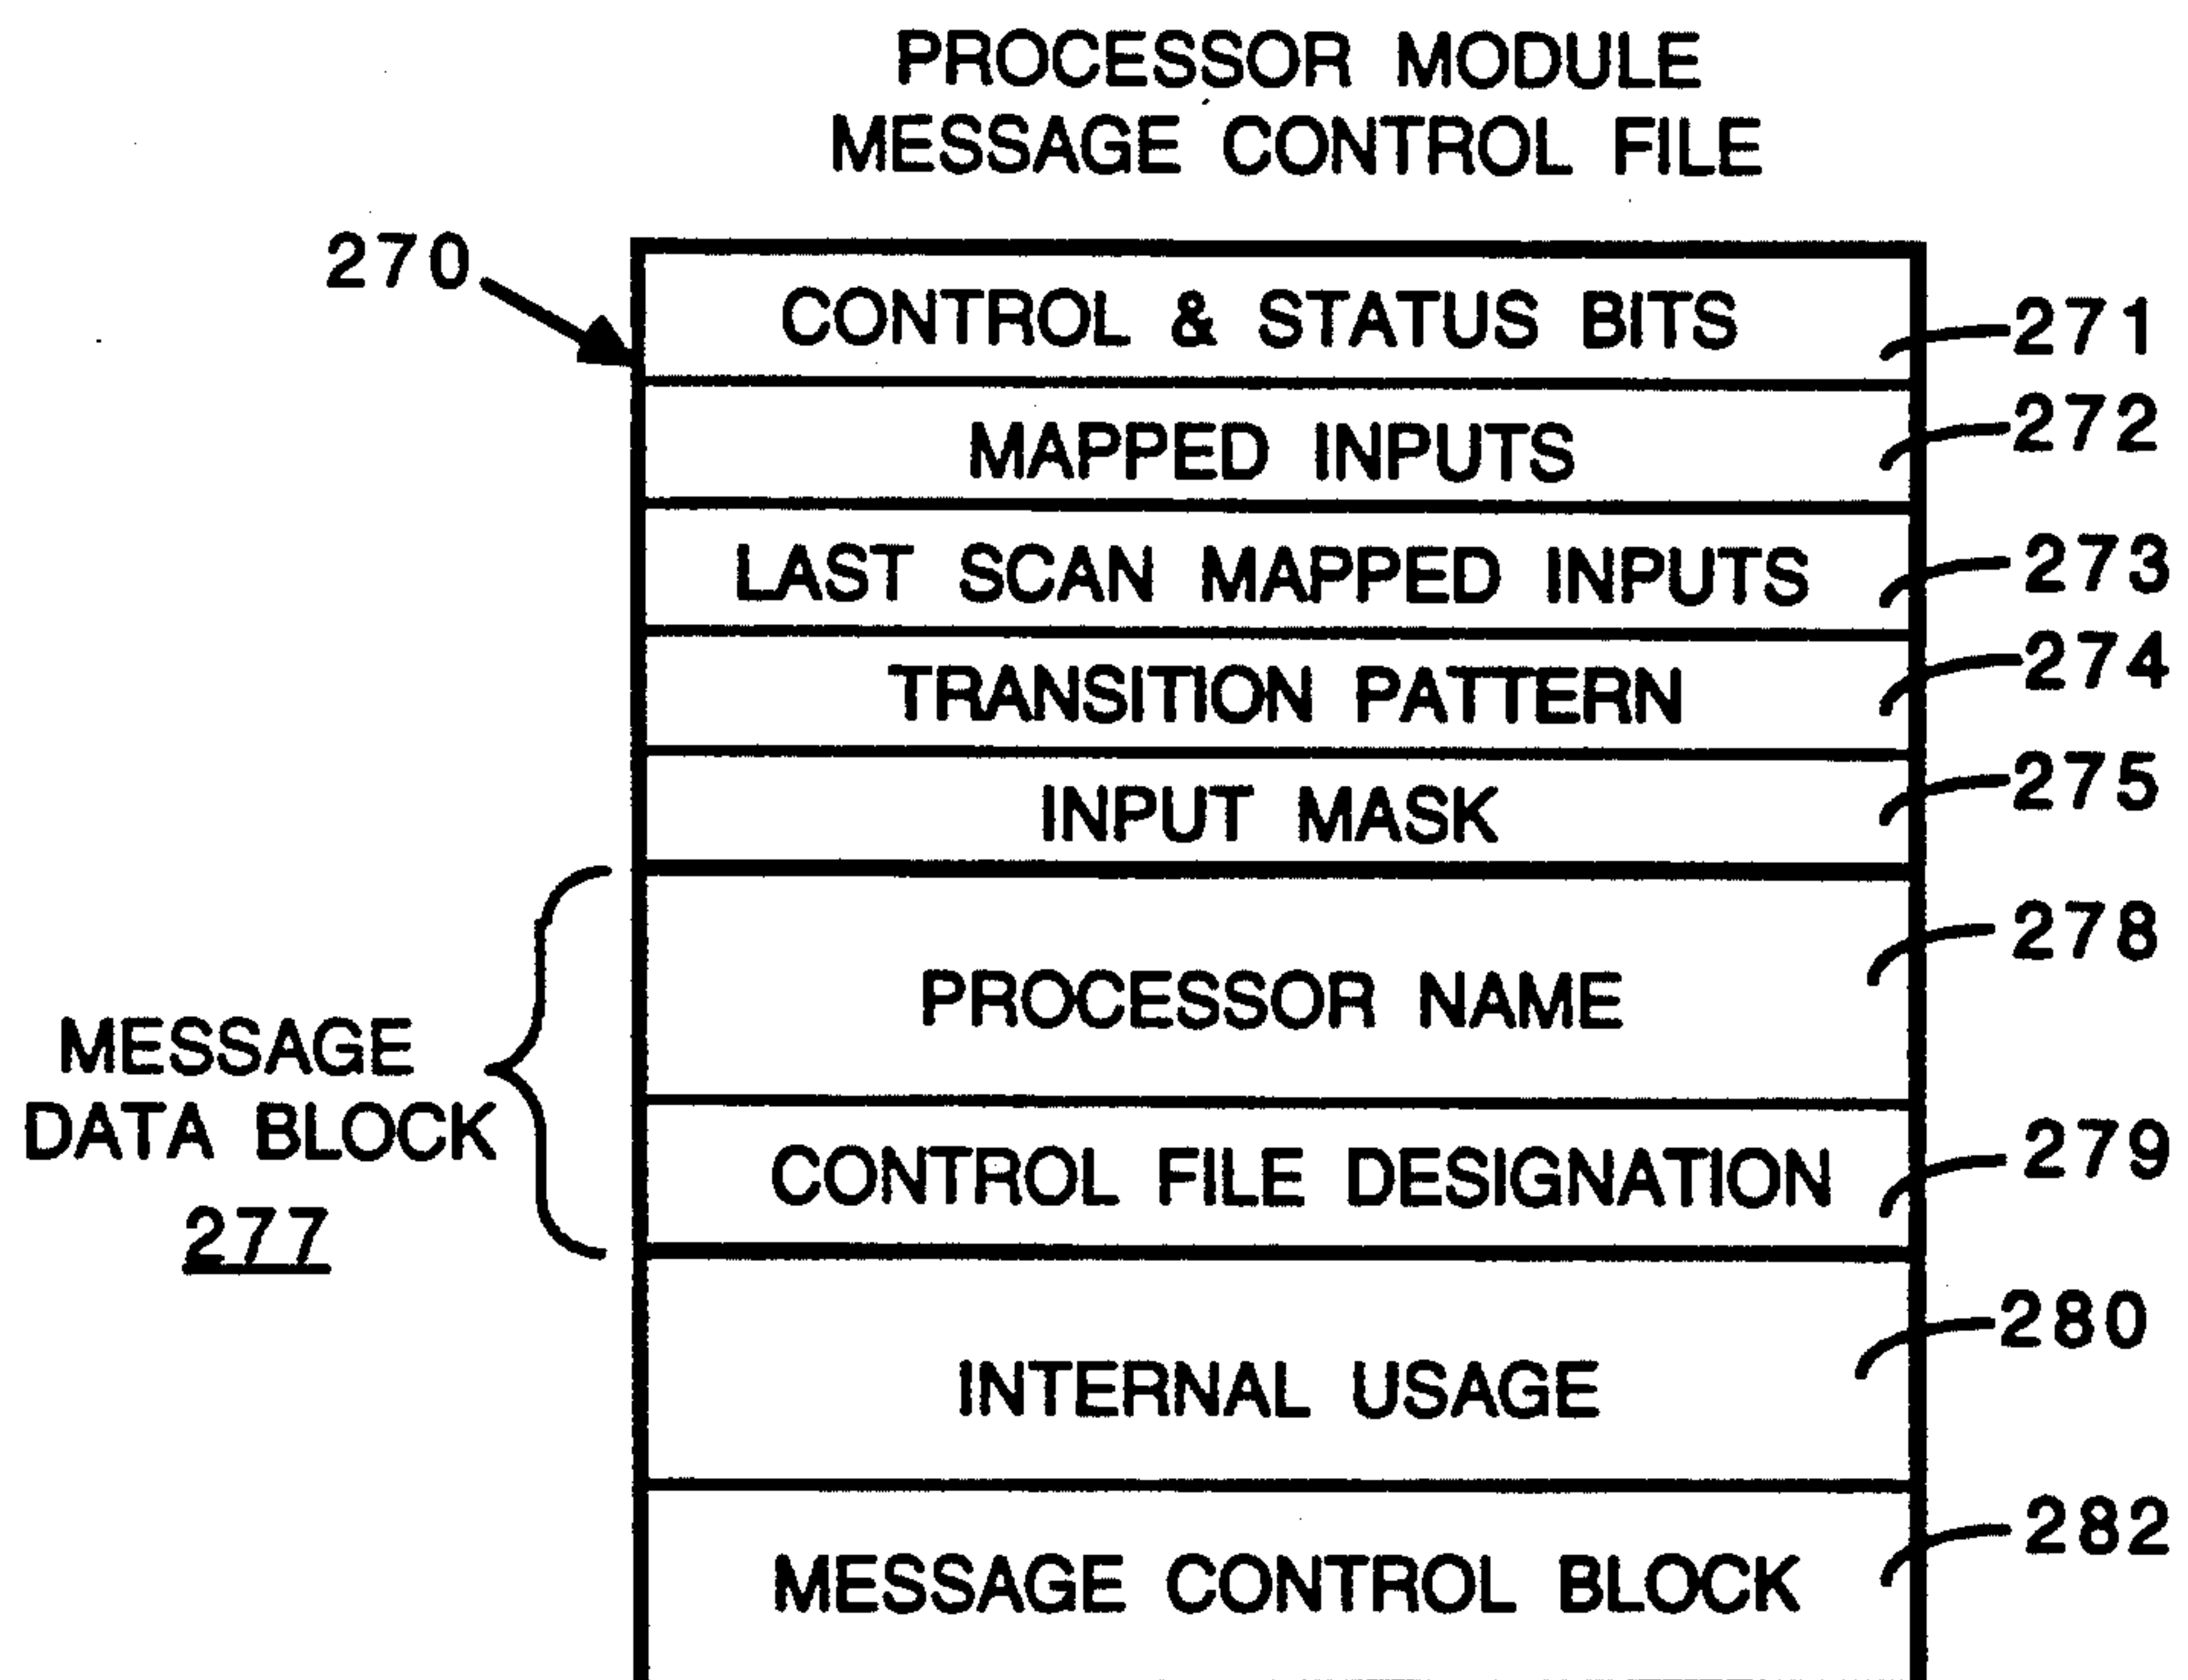 PROCESSOR MODULE
MESSAGE CONTROL FILE
270
CONTROL & STATUS BITS
271
MAPPED INPUTS
272
LAST SCAN MAPPED INPUTS
273
TRANSITION PATTERN
274
INPUT MASK
275
MESSAGE
DATA BLOCK
277
PROCESSOR NAME
278
CONTROL FILE DESIGNATION
279
INTERNAL USAGE
280
MESSAGE CONTROL BLOCK
282